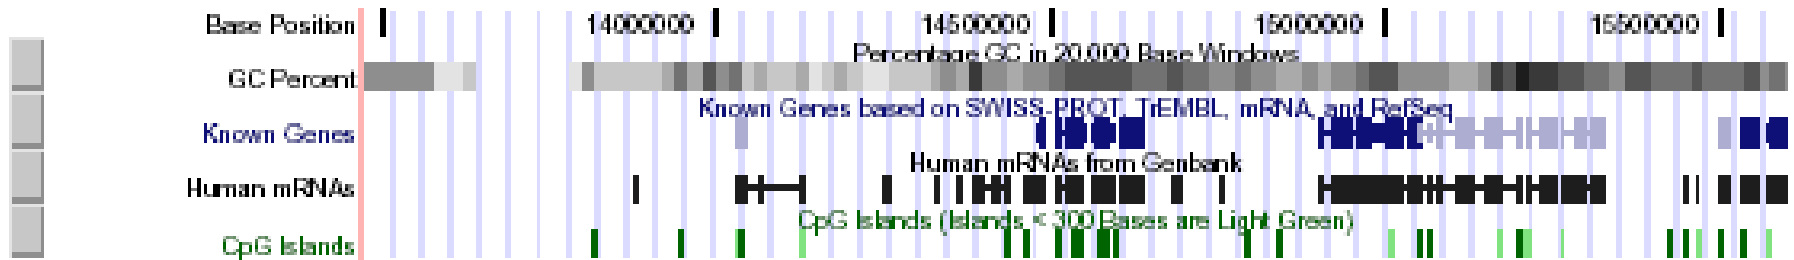 Base Position 14000000 14500000 15000000 15500000
Percentage GC in 20,000 Base Windows
GC Percent
Known Genes based on SWISS-PROT, TrEMBL, mRNA, and RefSeq
Known Genes
Human mRNAs from Genbank
Human mRNAs
CpG Islands (Islands < 300 Bases are Light Green)
CpG Islands